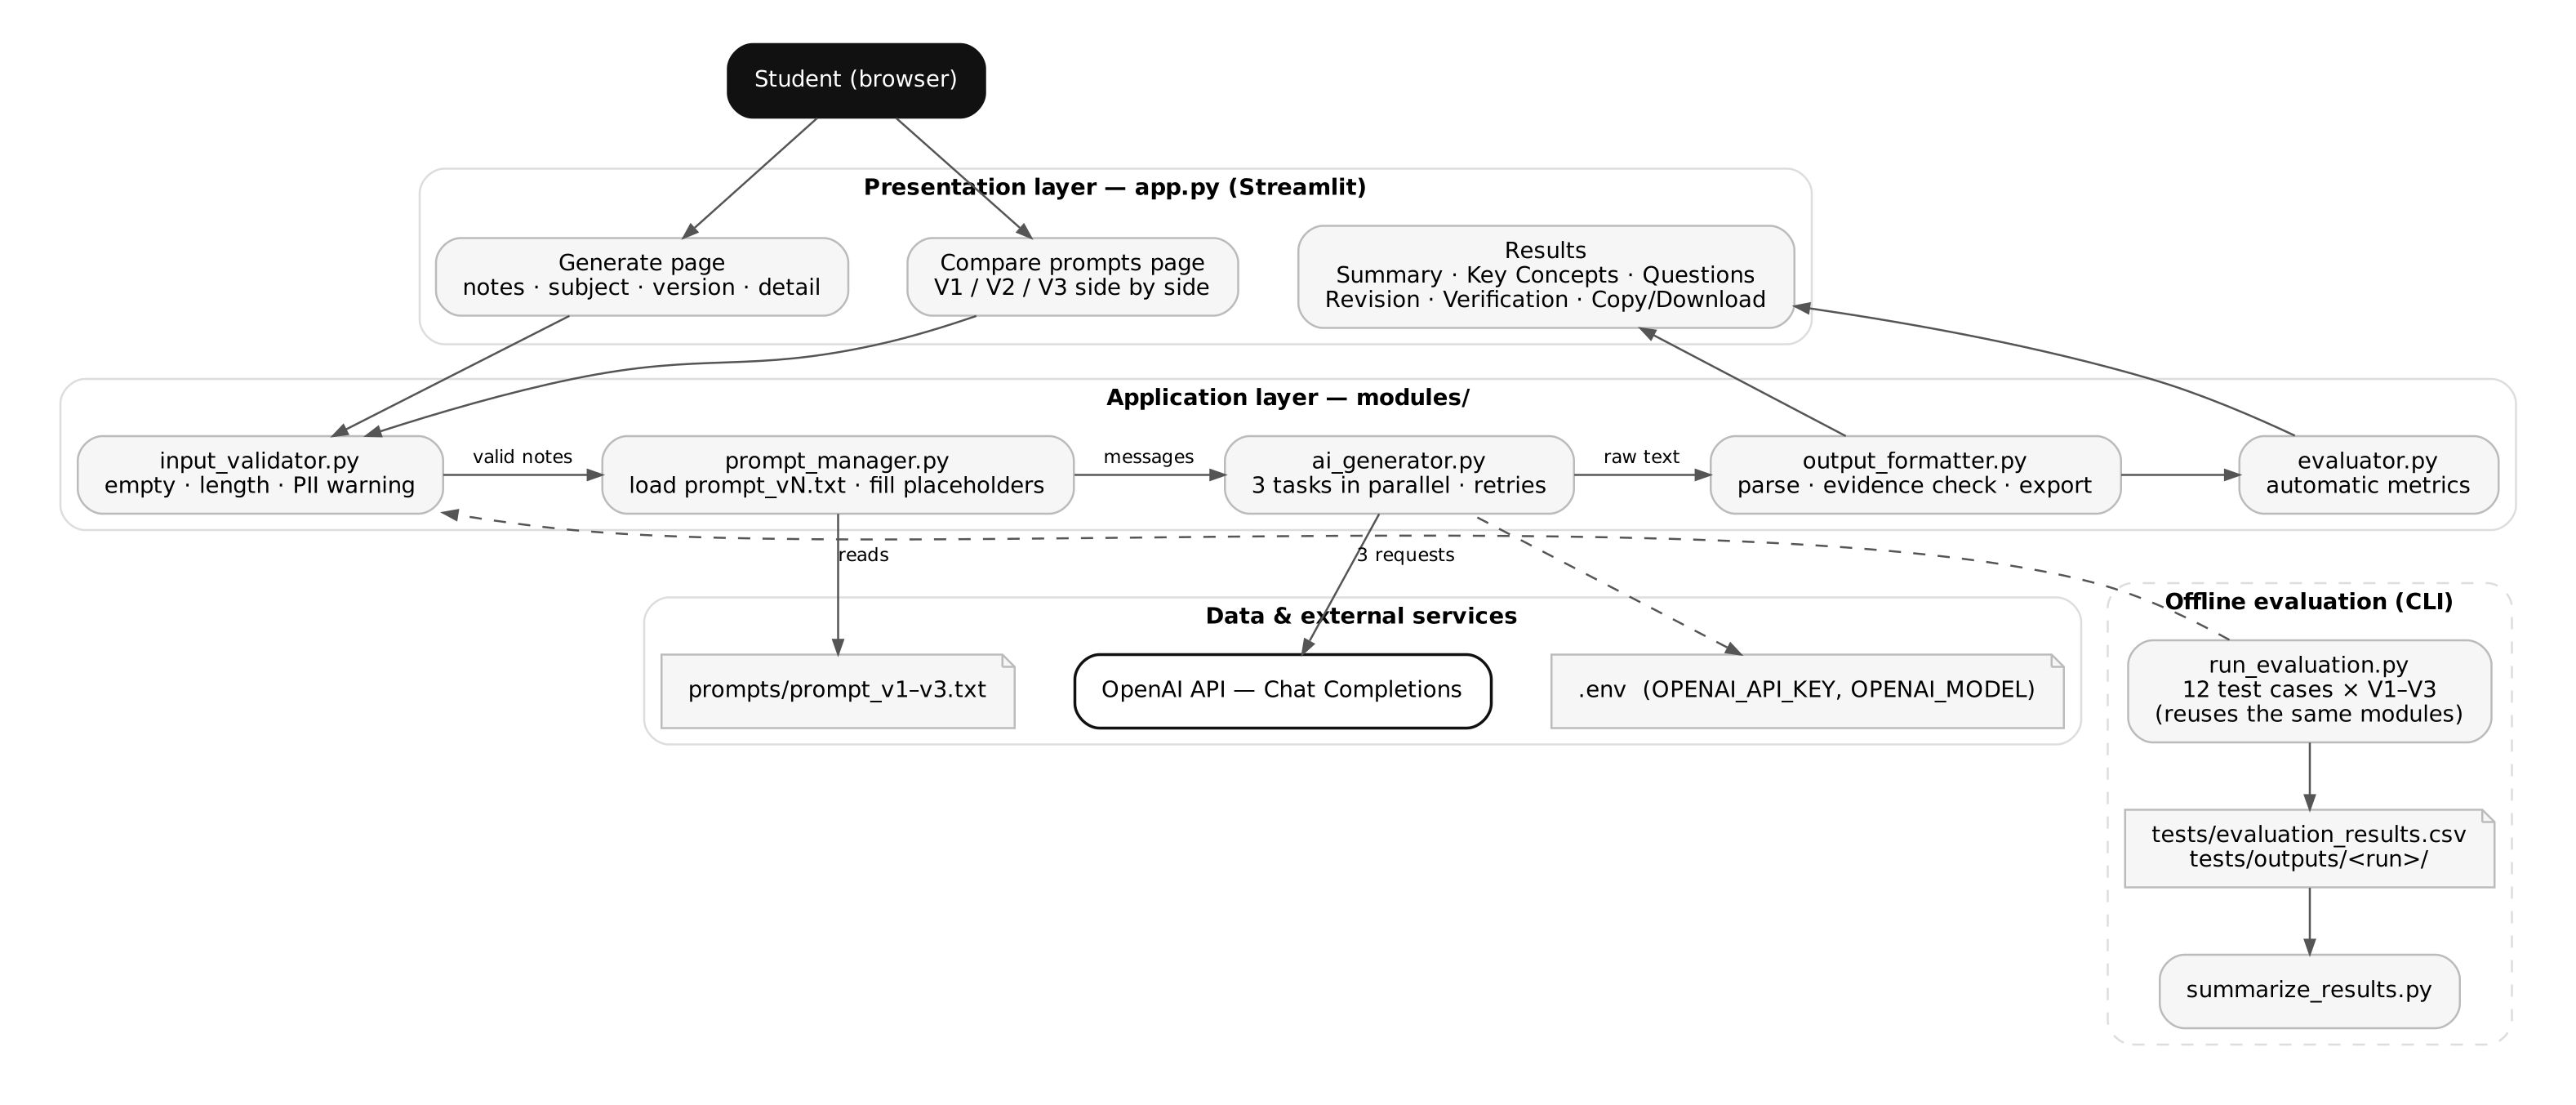 Student (browser)
Presentation layer — app.py (Streamlit)
Generate page
notes · subject · version · detail
Compare prompts page
V1 / V2 / V3 side by side
Results
Summary · Key Concepts · Questions
Revision · Verification · Copy/Download
Application layer — modules/
input_validator.py
empty · length · PII warning
valid notes
prompt_manager.py
load prompt_vN.txt · fill placeholders
messages
ai_generator.py
3 tasks in parallel · retries
raw text
output_formatter.py
parse · evidence check · export
evaluator.py
automatic metrics
reads
3 requests
Data & external services
prompts/prompt_v1–v3.txt
OpenAI API — Chat Completions
.env  (OPENAI_API_KEY, OPENAI_MODEL)
Offline evaluation (CLI)
run_evaluation.py
12 test cases × V1–V3
(reuses the same modules)
tests/evaluation_results.csv
tests/outputs/<run>/
summarize_results.py